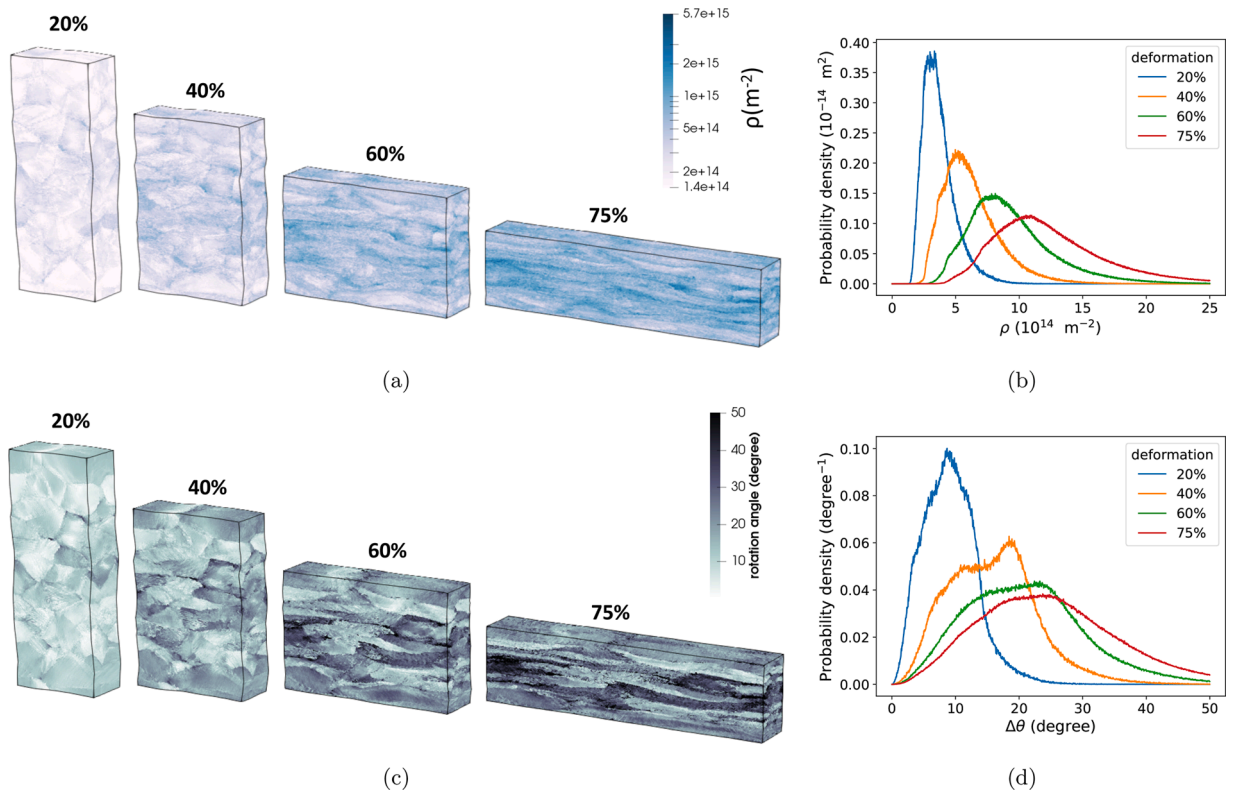 20%
40%
60%
75%
5.7e+15
2e+15
1e+15
5e+14
2e+14
1.4e+14
ρ(m⁻²)
(a)
0.40
0.35
0.30
0.25
0.20
0.15
0.10
0.05
0.00
Probability density (10⁻¹⁴ m²)
deformation
20%
40%
60%
75%
0 5 10 15 20 25
ρ (10¹⁴ m⁻²)
(b)
20%
40%
60%
75%
50
40
30
20
10
rotation angle (degree)
(c)
0.10
0.08
0.06
0.04
0.02
0.00
Probability density (degree⁻¹)
deformation
20%
40%
60%
75%
0 10 20 30 40 50
Δθ (degree)
(d)